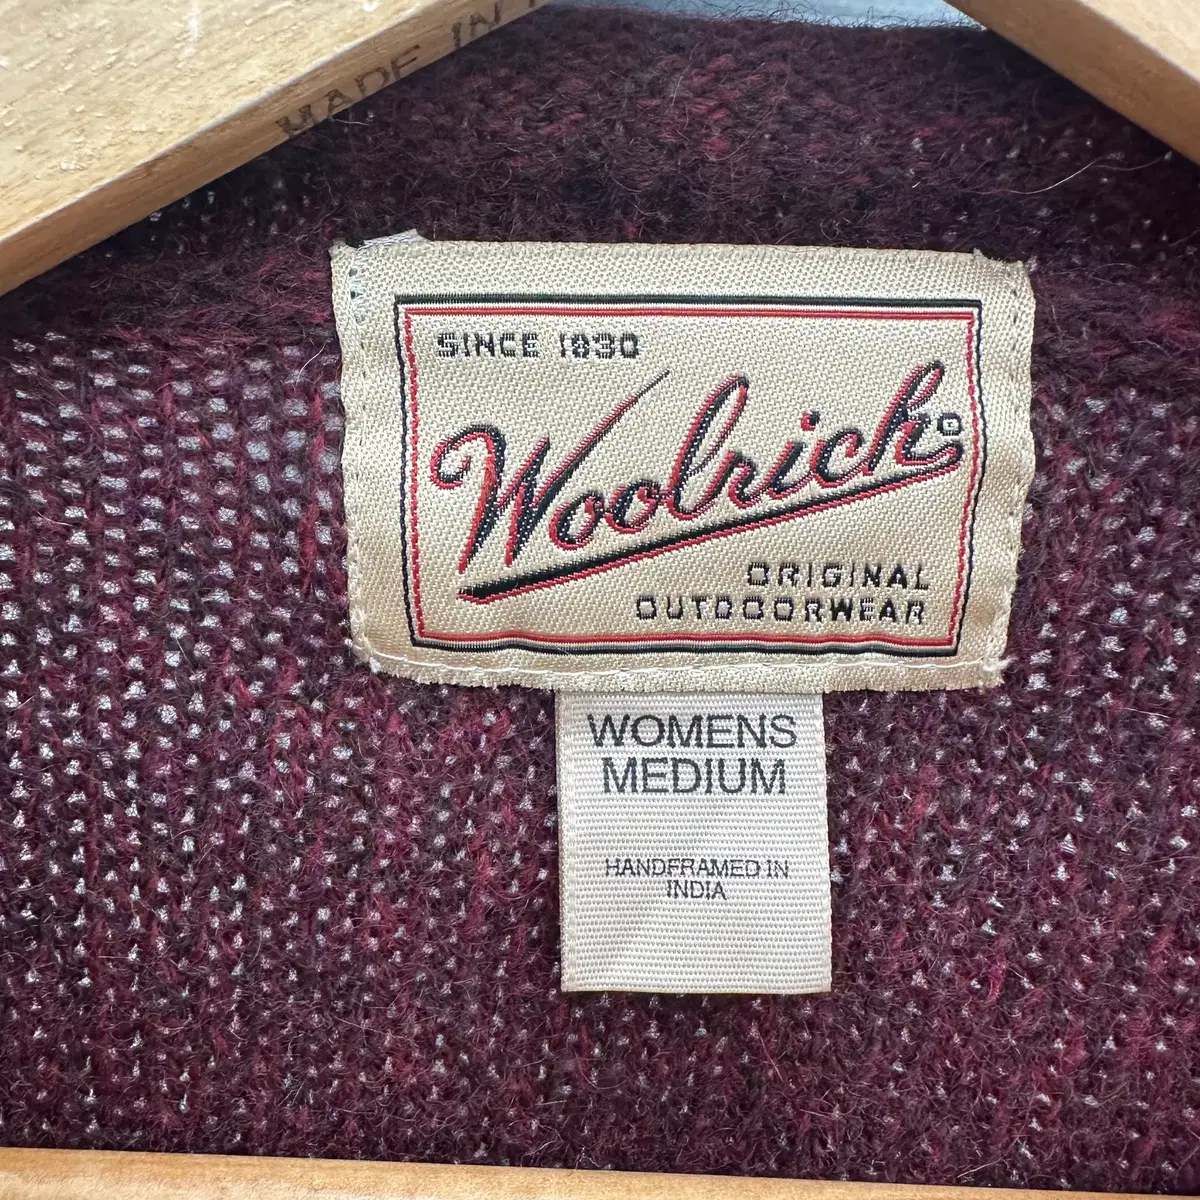 MADE IN
SINCE 1830
Woolrich
ORIGINAL
OUTDOORWEAR
WOMENS
MEDIUM
HANDFRAMED IN
INDIA